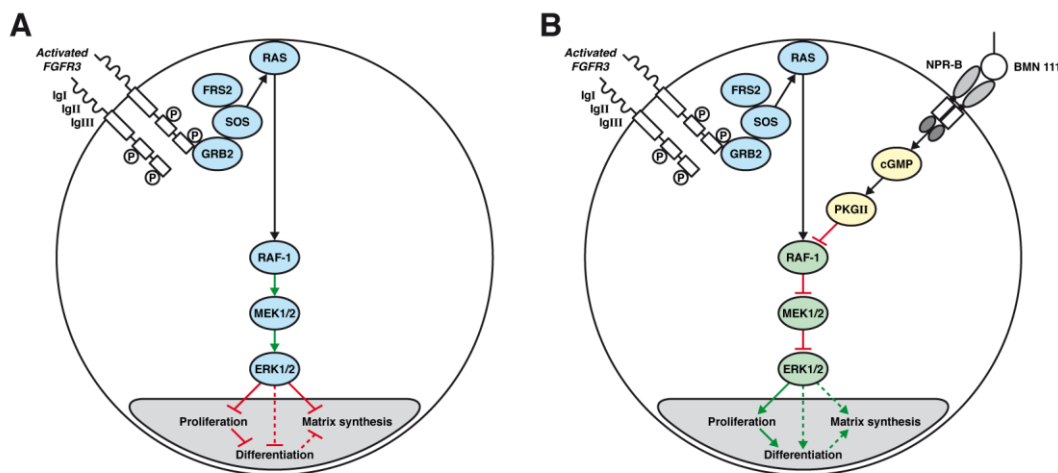 A
Activated
FGFR3
IgI
IgII
IgIII
P
P
P
P
FRS2
SOS
GRB2
RAS
RAF-1
MEK1/2
ERK1/2
Proliferation
Matrix synthesis
Differentiation
B
Activated
FGFR3
IgI
IgII
IgIII
P
P
P
P
FRS2
SOS
GRB2
RAS
NPR-B
BMN 111
cGMP
PKGII
RAF-1
MEK1/2
ERK1/2
Proliferation
Matrix synthesis
Differentiation